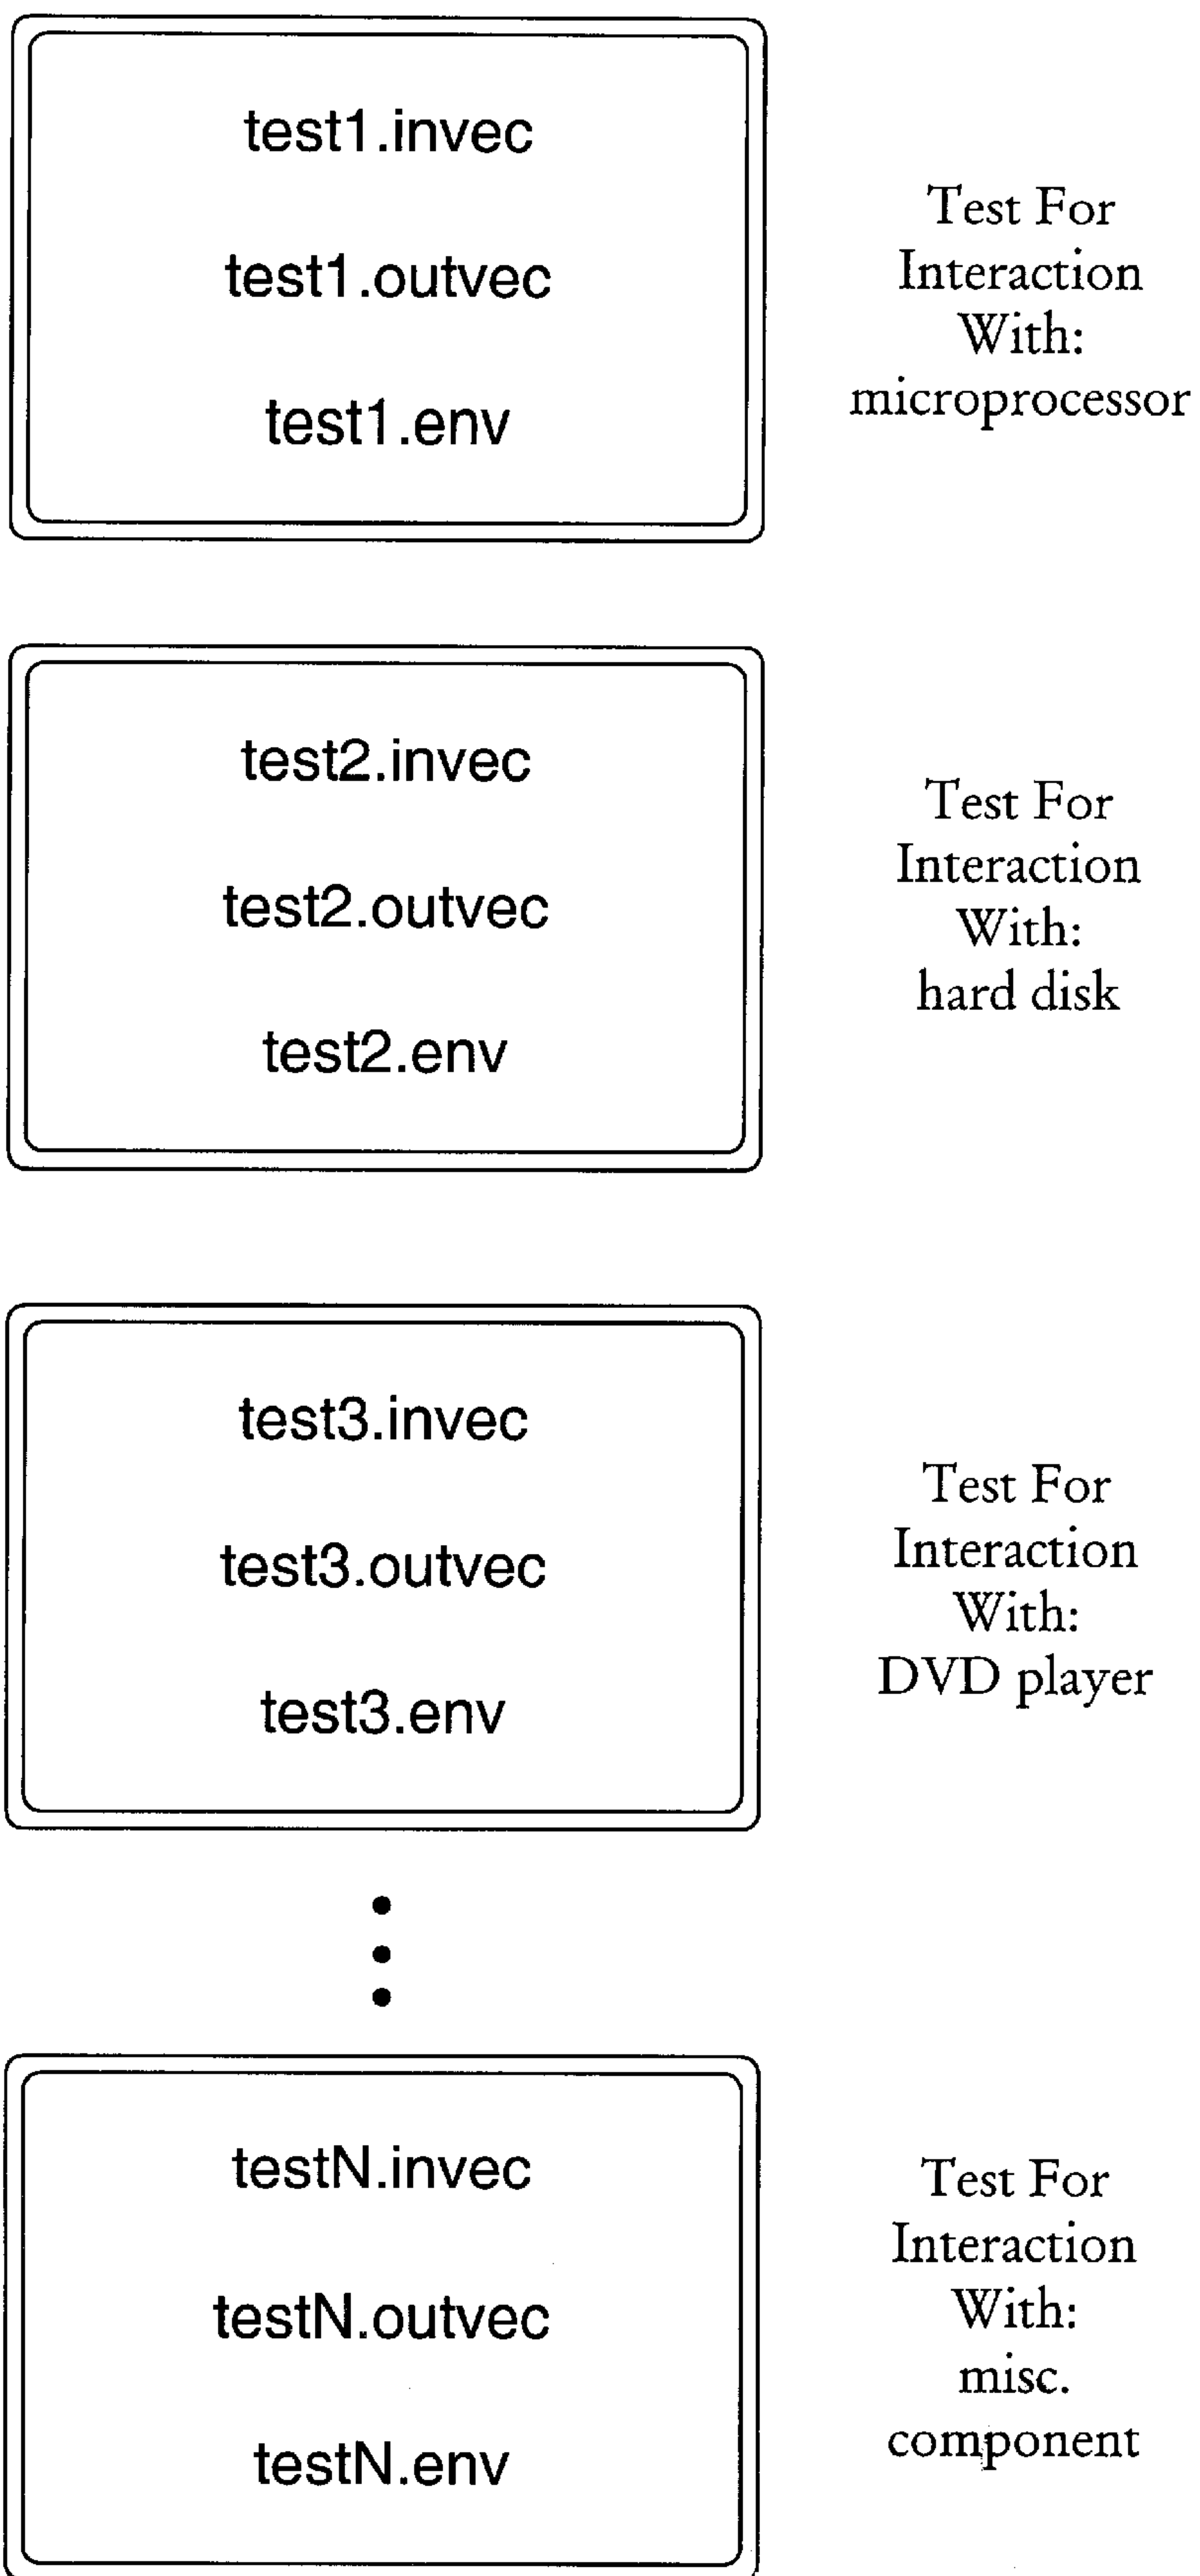 test1.invec
test1.outvec
test1.env
Test For
Interaction
With:
microprocessor
test2.invec
test2.outvec
test2.env
Test For
Interaction
With:
hard disk
test3.invec
test3.outvec
test3.env
Test For
Interaction
With:
DVD player
testN.invec
testN.outvec
testN.env
Test For
Interaction
With:
misc.
component